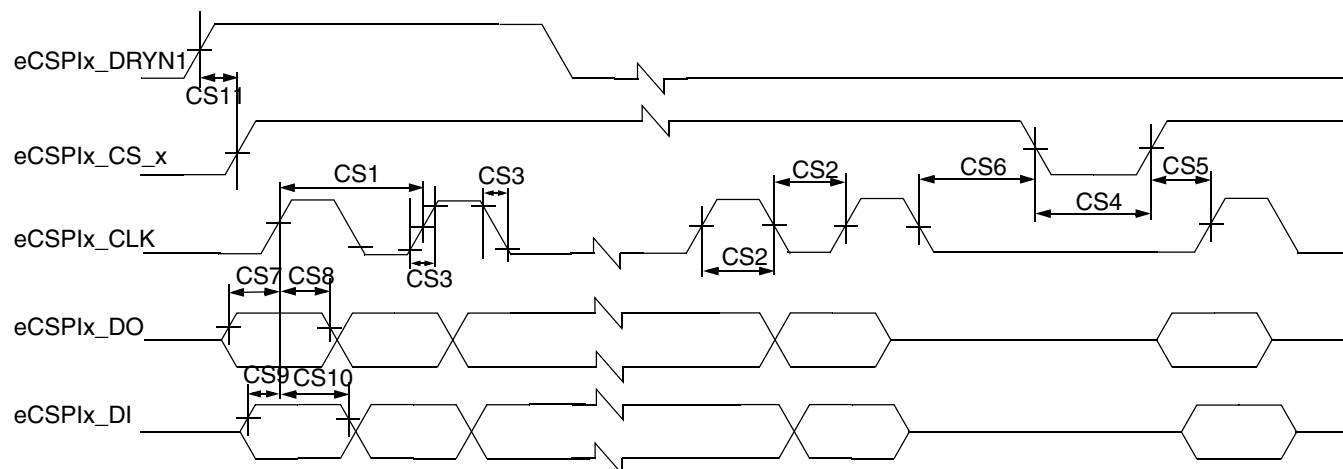 eCSPIx_DRYN1
CS11
eCSPIx_CS_x
CS1
CS3
CS2
CS6
CS5
CS4
eCSPIx_CLK
CS3
CS2
CS7
CS8
eCSPIx_DO
CS9
CS10
eCSPIx_DI